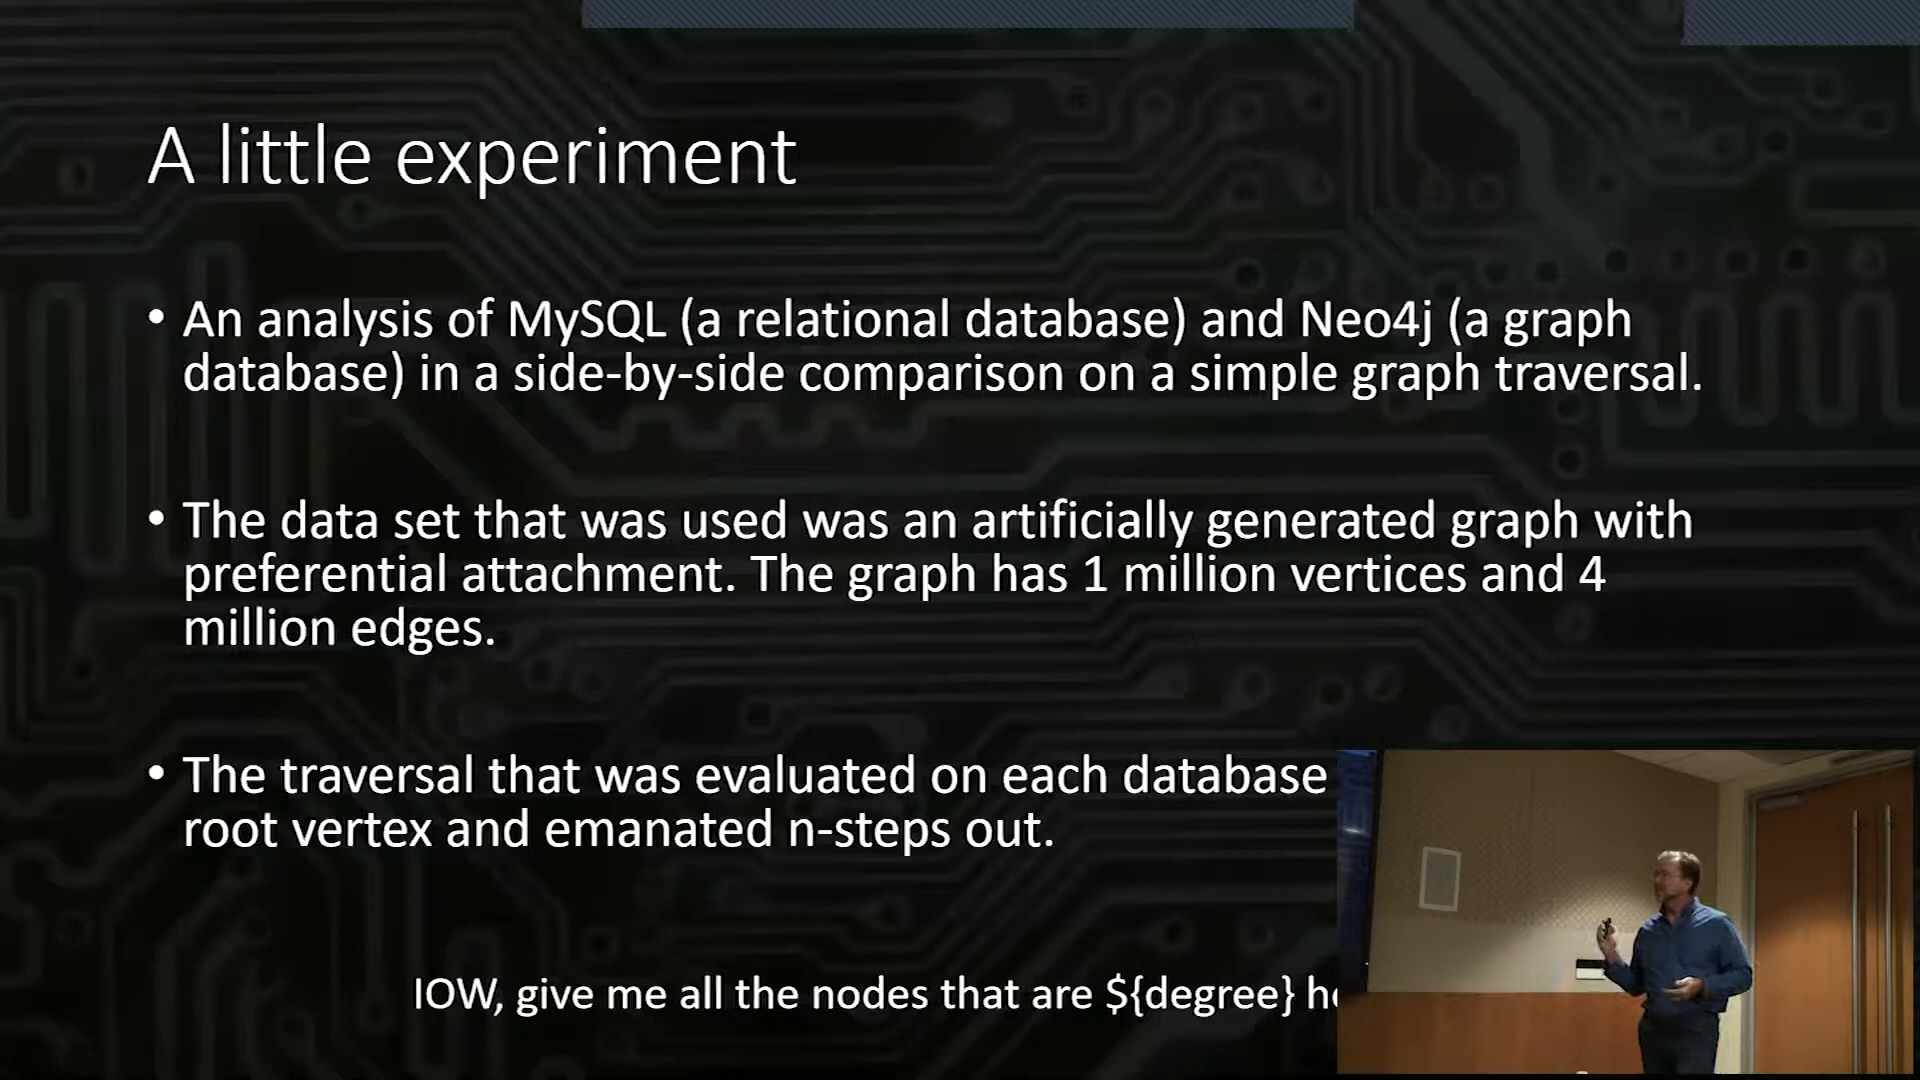 A little experiment
• An analysis of MySQL (a relational database) and Neo4j (a graph
database) in a side-by-side comparison on a simple graph traversal.
• The data set that was used was an artificially generated graph with
preferential attachment. The graph has 1 million vertices and 4
million edges.
• The traversal that was evaluated on each database
root vertex and emanated n-steps out.
IOW, give me all the nodes that are ${degree}